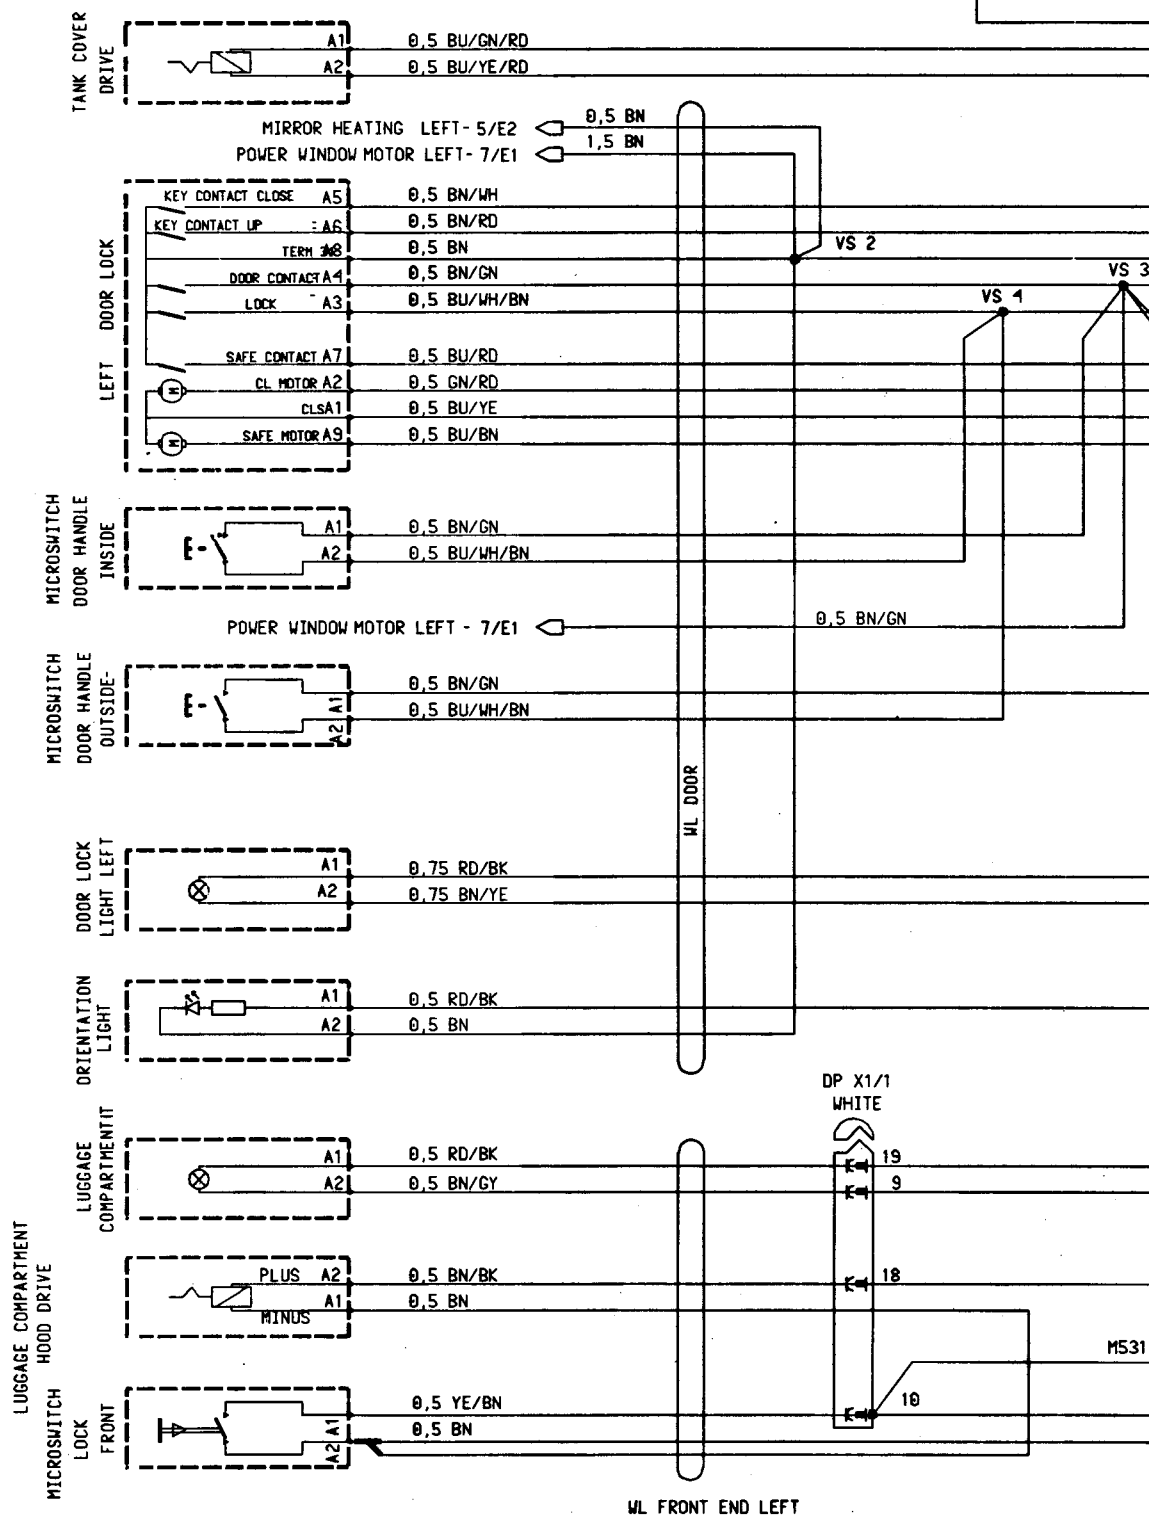 TANK COVER
DRIVE
A1 0,5 BU/GN/RD
A2 0,5 BU/YE/RD
MIRROR HEATING LEFT- 5/E2 0,5 BN
POWER WINDOW MOTOR LEFT- 7/E1 1,5 BN
LEFT DOOR LOCK
KEY CONTACT CLOSE A5 0,5 BN/WH
KEY CONTACT UP A6 0,5 BN/RD
TERM A8 0,5 BN
VS 2
DOOR CONTACT A4 0,5 BN/GN
VS 3
LOCK A3 0,5 BU/WH/BN
VS 4
SAFE CONTACT A7 0,5 BU/RD
M CL MOTOR A2 0,5 GN/RD
CLS A1 0,5 BU/YE
M SAFE MOTOR A9 0,5 BU/BN
MICROSWITCH
DOOR HANDLE
INSIDE
A1 0,5 BN/GN
A2 0,5 BU/WH/BN
POWER WINDOW MOTOR LEFT - 7/E1 0,5 BN/GN
MICROSWITCH
DOOR HANDLE
OUTSIDE-
A1 0,5 BN/GN
A2 0,5 BU/WH/BN
WL DOOR
DOOR LOCK
LIGHT LEFT
A1 0,75 RD/BK
A2 0,75 BN/YE
ORIENTATION
LIGHT
A1 0,5 RD/BK
A2 0,5 BN
DP X1/1
WHITE
LUGGAGE
COMPARTMENTIT
A1 0,5 RD/BK 19
A2 0,5 BN/GY 9
LUGGAGE COMPARTMENT
HOOD DRIVE
PLUS A2 0,5 BN/BK 18
MINUS A1 0,5 BN
M531
MICROSWITCH
LOCK
FRONT
A1 0,5 YE/BN 10
A2 0,5 BN
WL FRONT END LEFT